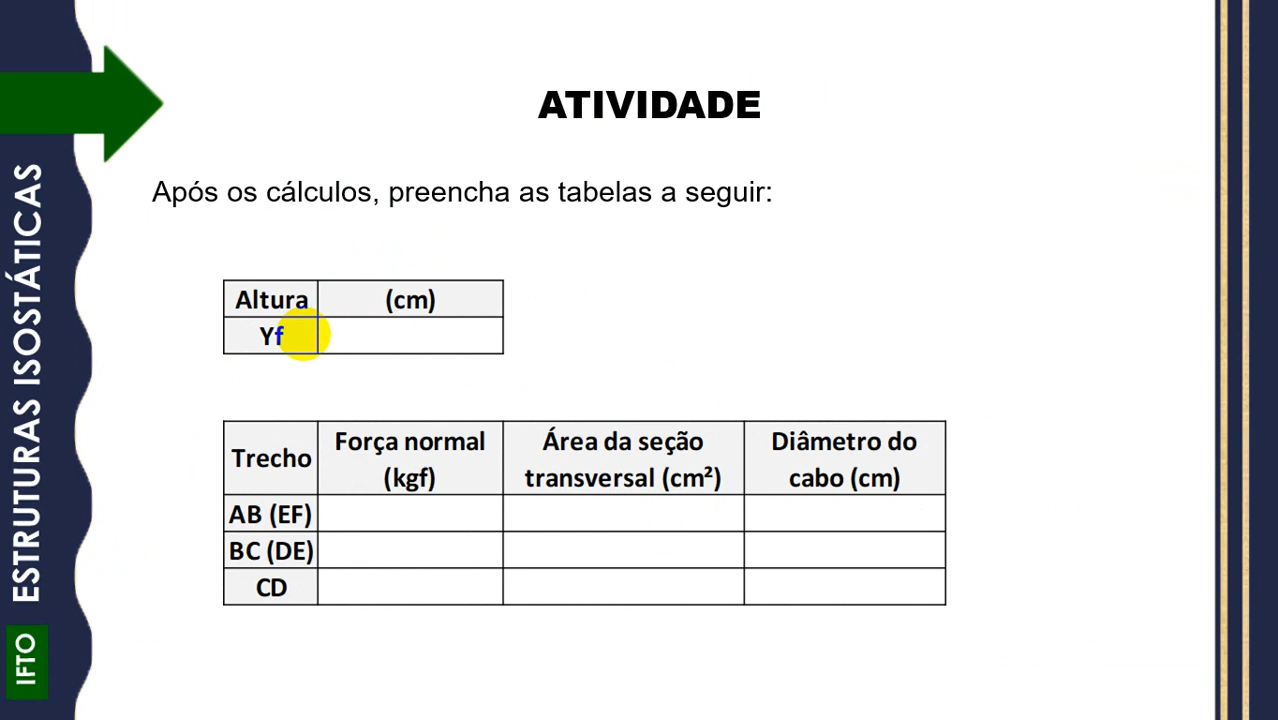 ATIVIDADE
Após os cálculos, preencha as tabelas a seguir:
Altura (cm)
Yf
Trecho Força normal (kgf) Área da seção transversal (cm²) Diâmetro do cabo (cm)
AB (EF)
BC (DE)
CD
ESTRUTURAS ISOSTÁTICAS
IFTO